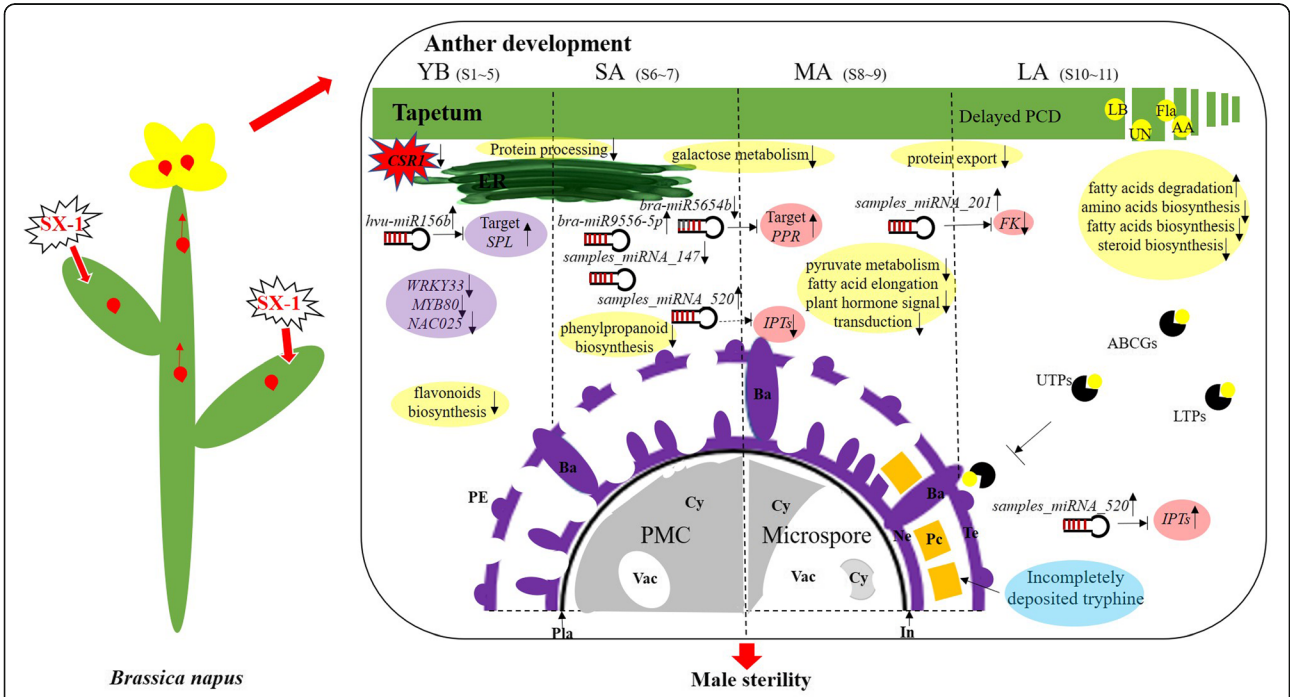 Anther development
YB (S1~5) SA (S6~7) MA (S8~9) LA (S10~11)
Tapetum
Delayed PCD
LB
UN
Fla
AA
CSR1
Protein processing
ER
galactose metabolism
protein export
fatty acids degradation
amino acids biosynthesis
fatty acids biosynthesis
steroid biosynthesis
hvu-miR156b
Target
SPL
bra-miR9556-5p
bra-miR5654b
samples_miRNA_147
Target
PPR
samples_miRNA_201
FK
WRKY33
MYB80
NAC025
samples_miRNA_520
IPTs
phenylpropanoid
biosynthesis
pyruvate metabolism
fatty acid elongation
plant hormone signal
transduction
flavonoids
biosynthesis
SX-1
SX-1
ABCGs
UTPs
LTPs
Ba
Ba
Ba
PE
Cy
Cy
PMC
Microspore
Vac
Vac
Cy
Ne
Pc
Te
samples_miRNA_520
IPTs
Incompletely
deposited tryphine
Pla
In
Brassica napus
Male sterility